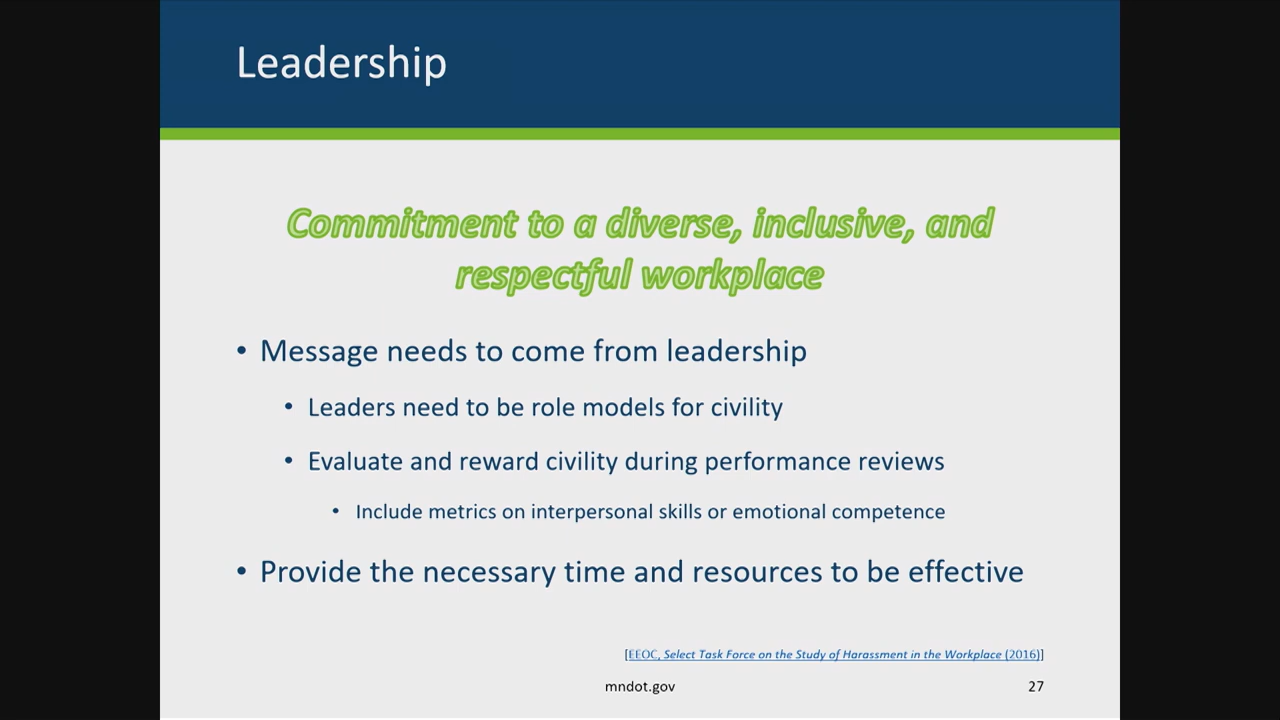 Leadership
Commitment to a diverse, inclusive, and
respectful workplace
• Message needs to come from leadership
• Leaders need to be role models for civility
• Evaluate and reward civility during performance reviews
• Include metrics on interpersonal skills or emotional competence
• Provide the necessary time and resources to be effective
[EEOC, Select Task Force on the Study of Harassment in the Workplace (2016)]
mndot.gov 27